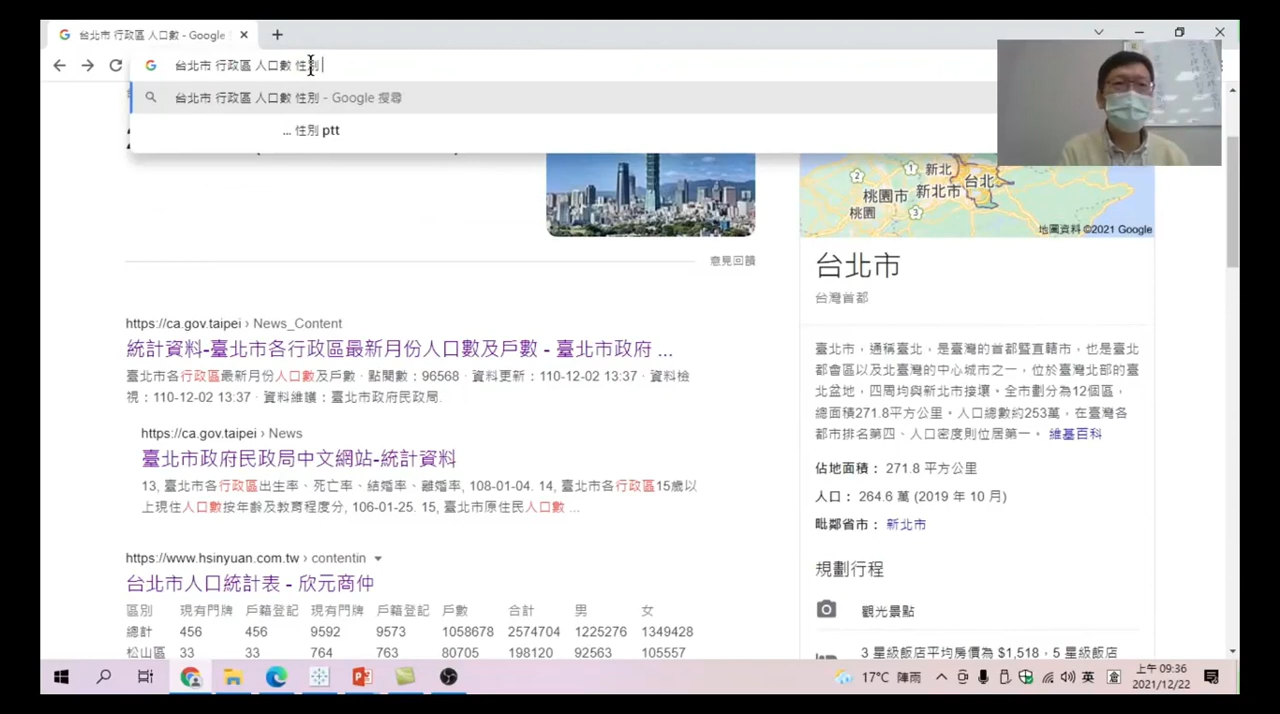 台北市 行政區 人口數 - Google
台北市 行政區 人口數 性別
台北市 行政區 人口數 性別 - Google 搜尋
... 性別 ptt
新北
桃園市 新北市 台北
桃園
地圖資料 ©2021 Google
意見回饋
台北市
台灣首都
https://ca.gov.taipei › News_Content
統計資料-臺北市各行政區最新月份人口數及戶數 - 臺北市政府 ...
臺北市各行政區最新月份人口數及戶數 · 點閱數：96568 · 資料更新：110-12-02 13:37 · 資料檢
視：110-12-02 13:37 · 資料維護：臺北市政府民政局.
https://ca.gov.taipei › News
臺北市政府民政局中文網站-統計資料
13, 臺北市各行政區出生率、死亡率、結婚率、離婚率, 108-01-04. 14, 臺北市各行政區15歲以
上現住人口數按年齡及教育程度分, 106-01-25. 15, 臺北市原住民人口數 ...
https://www.hsinyuan.com.tw › contentin
台北市人口統計表 - 欣元商仲
區別 現有門牌 戶籍登記 現有門牌 戶籍登記 戶數 合計 男 女
總計 456 456 9592 9573 1058678 2574704 1225276 1349428
松山區 33 33 764 763 80705 198120 92563 105557
臺北市，通稱臺北，是臺灣的首都暨直轄市，也是臺北
都會區以及北臺灣的中心城市之一，位於臺灣北部的臺
北盆地，四周均與新北市接壤。全市劃分為12個區，
總面積271.8平方公里。人口總數約253萬，在臺灣各
都市排名第四、人口密度則位居第一。 維基百科
佔地面積： 271.8 平方公里
人口： 264.6 萬 (2019 年 10 月)
毗鄰省市： 新北市
規劃行程
觀光景點
3 星級飯店平均房價為 $1,518，5 星級飯店
17°C 陣雨
英
上午 09:36
2021/12/22